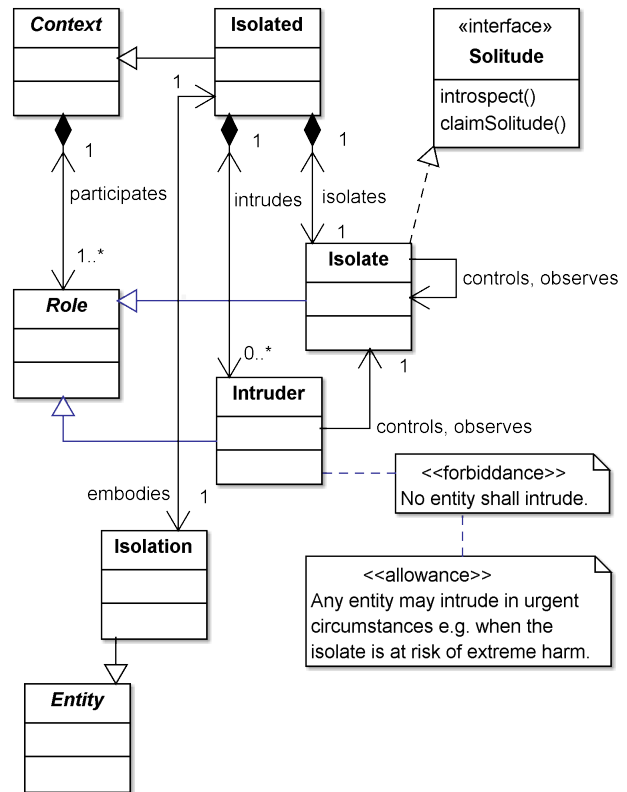 Context
Isolated
«interface»
Solitude
introspect()
claimSolitude()
1
1
1
1
participates
intrudes
isolates
1..*
1
Role
Isolate
controls, observes
0..*
1
Intruder
controls, observes
<<forbiddance>>
No entity shall intrude.
embodies
1
Isolation
<<allowance>>
Any entity may intrude in urgent
circumstances e.g. when the
isolate is at risk of extreme harm.
Entity